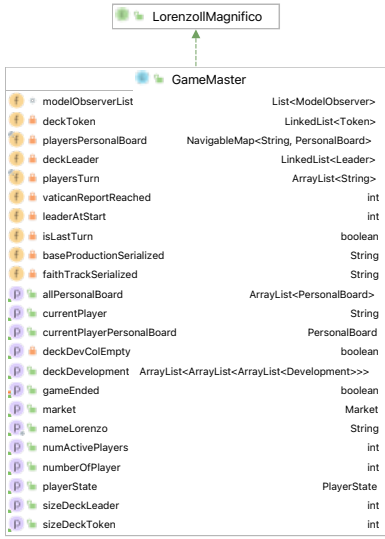 LorenzoIlMagnifico
GameMaster
modelObserverList List<ModelObserver>
deckToken LinkedList<Token>
playersPersonalBoard NavigableMap<String, PersonalBoard>
deckLeader LinkedList<Leader>
playersTurn ArrayList<String>
vaticanReportReached int
leaderAtStart int
isLastTurn boolean
baseProductionSerialized String
faithTrackSerialized String
allPersonalBoard ArrayList<PersonalBoard>
currentPlayer String
currentPlayerPersonalBoard PersonalBoard
deckDevColEmpty boolean
deckDevelopment ArrayList<ArrayList<ArrayList<Development>>>
gameEnded boolean
market Market
nameLorenzo String
numActivePlayers int
numberOfPlayer int
playerState PlayerState
sizeDeckLeader int
sizeDeckToken int